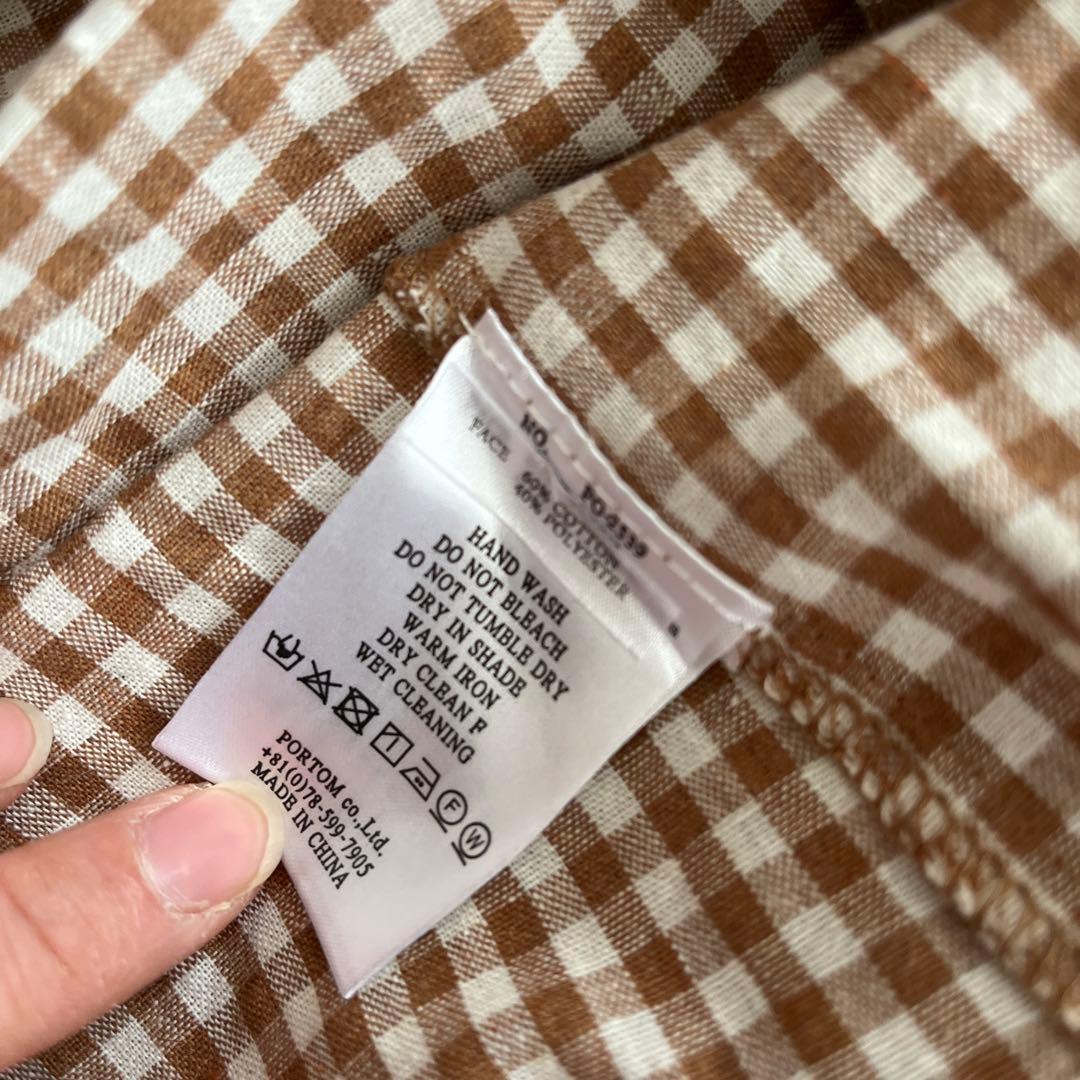 NO.
FACE 60% COTTON
40% POLYESTER
HAND WASH
DO NOT BLEACH
DO NOT TUMBLE DRY
DRY IN SHADE
WARM IRON
DRY CLEAN F
WET CLEANING
F W
PORTOM co.,Ltd.
+81(0)78-599-7905
MADE IN CHINA